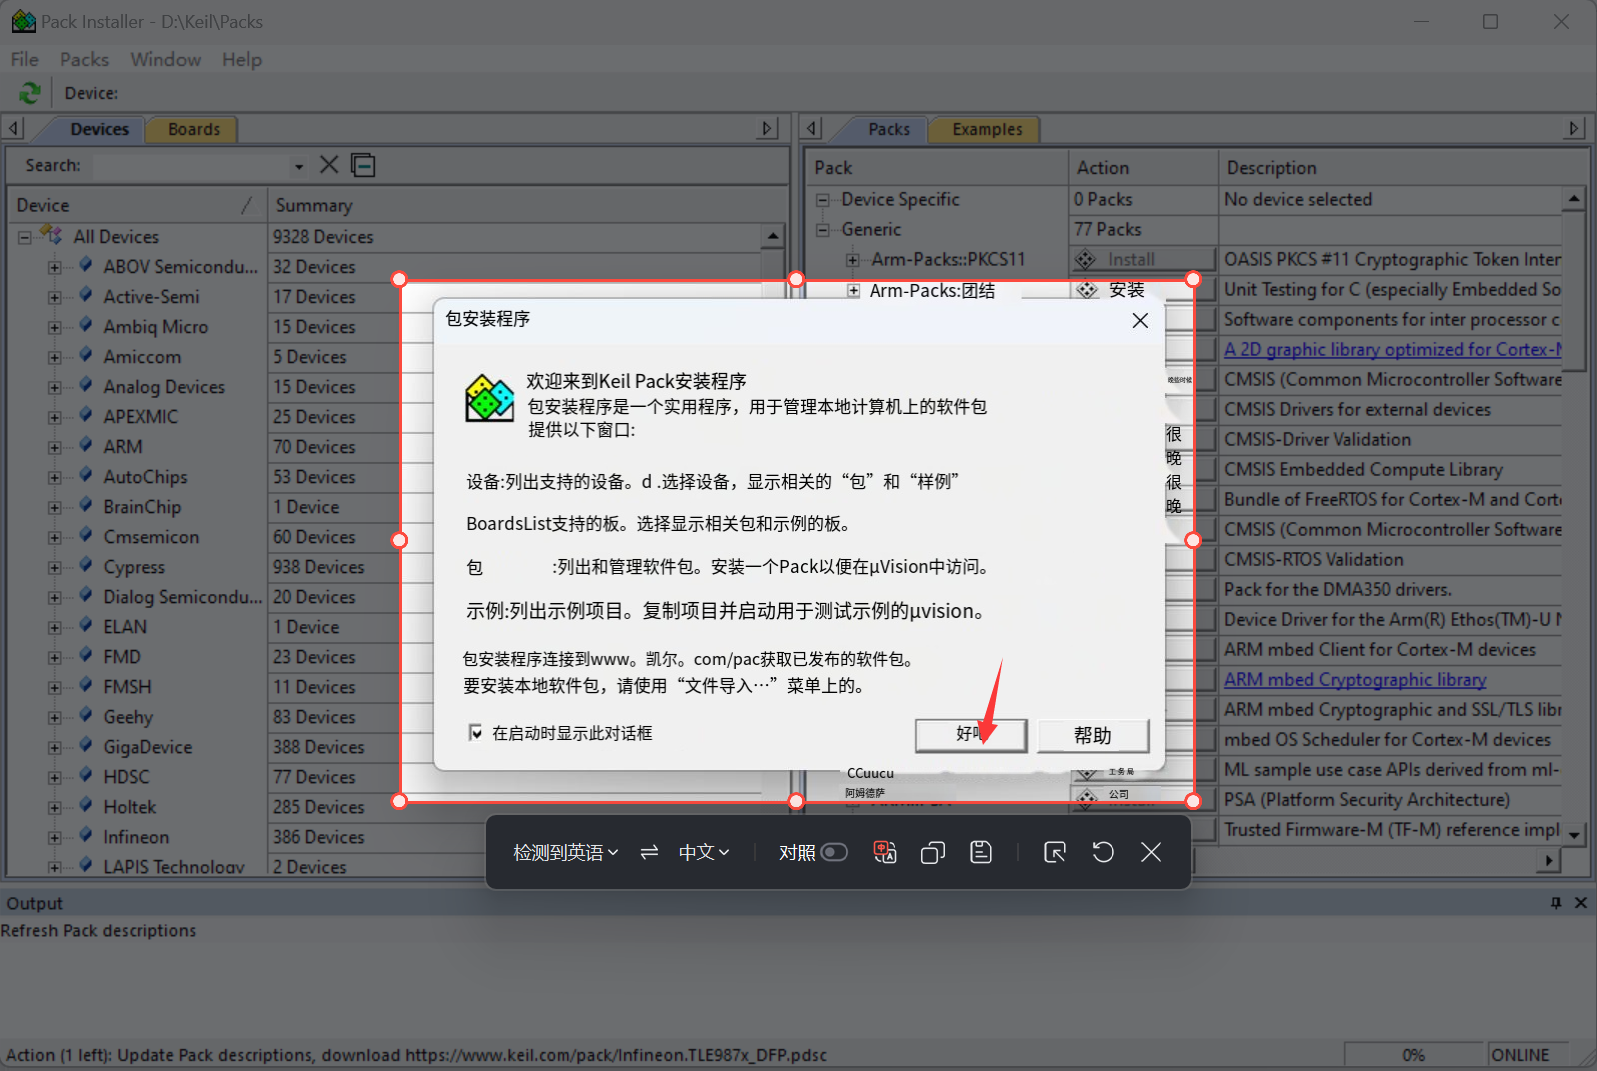 Pack Installer - D:\Keil\Packs
File Packs Window Help
Device:
Devices Boards
Search:
Device Summary
All Devices 9328 Devices
ABOV Semicondu... 32 Devices
Active-Semi 17 Devices
Ambiq Micro 15 Devices
Amiccom 5 Devices
Analog Devices 15 Devices
APEXMIC 25 Devices
ARM 70 Devices
AutoChips 53 Devices
BrainChip 1 Device
Cmsemicon 60 Devices
Cypress 938 Devices
Dialog Semicondu... 20 Devices
ELAN 1 Device
FMD 23 Devices
FMSH 11 Devices
Geehy 83 Devices
GigaDevice 388 Devices
HDSC 77 Devices
Holtek 285 Devices
Infineon 386 Devices
LAPIS Technology 2 Devices
Packs Examples
Pack Action Description
Device Specific 0 Packs No device selected
Generic 77 Packs
Arm-Packs::PKCS11 Install OASIS PKCS #11 Cryptographic Token Inter
Arm-Packs:团结 安装 Unit Testing for C (especially Embedded So
Software components for inter processor c
A 2D graphic library optimized for Cortex-M
晚些时候 CMSIS (Common Microcontroller Software
CMSIS Drivers for external devices
很 CMSIS-Driver Validation
晚 CMSIS Embedded Compute Library
很 Bundle of FreeRTOS for Cortex-M and Corte
晚 CMSIS (Common Microcontroller Software
CMSIS-RTOS Validation
Pack for the DMA350 drivers.
Device Driver for the Arm(R) Ethos(TM)-U N
ARM mbed Client for Cortex-M devices
ARM mbed Cryptographic library
ARM mbed Cryptographic and SSL/TLS libr
mbed OS Scheduler for Cortex-M devices
CCuucu 工务局 ML sample use case APIs derived from ml-
阿姆德萨 公司 PSA (Platform Security Architecture)
Trusted Firmware-M (TF-M) reference impl
包安装程序
欢迎来到Keil Pack安装程序
包安装程序是一个实用程序，用于管理本地计算机上的软件包
提供以下窗口:
设备:列出支持的设备。d .选择设备，显示相关的“包”和“样例”
BoardsList支持的板。选择显示相关包和示例的板。
包 :列出和管理软件包。安装一个Pack以便在μVision中访问。
示例:列出示例项目。复制项目并启动用于测试示例的μvision。
包安装程序连接到www。凯尔。com/pac获取已发布的软件包。
要安装本地软件包，请使用“文件导入…”菜单上的。
在启动时显示此对话框
好吧 帮助
检测到英语 中文 对照
Output
Refresh Pack descriptions
Action (1 left): Update Pack descriptions, download https://www.keil.com/pack/Infineon.TLE987x_DFP.pdsc 0% ONLINE